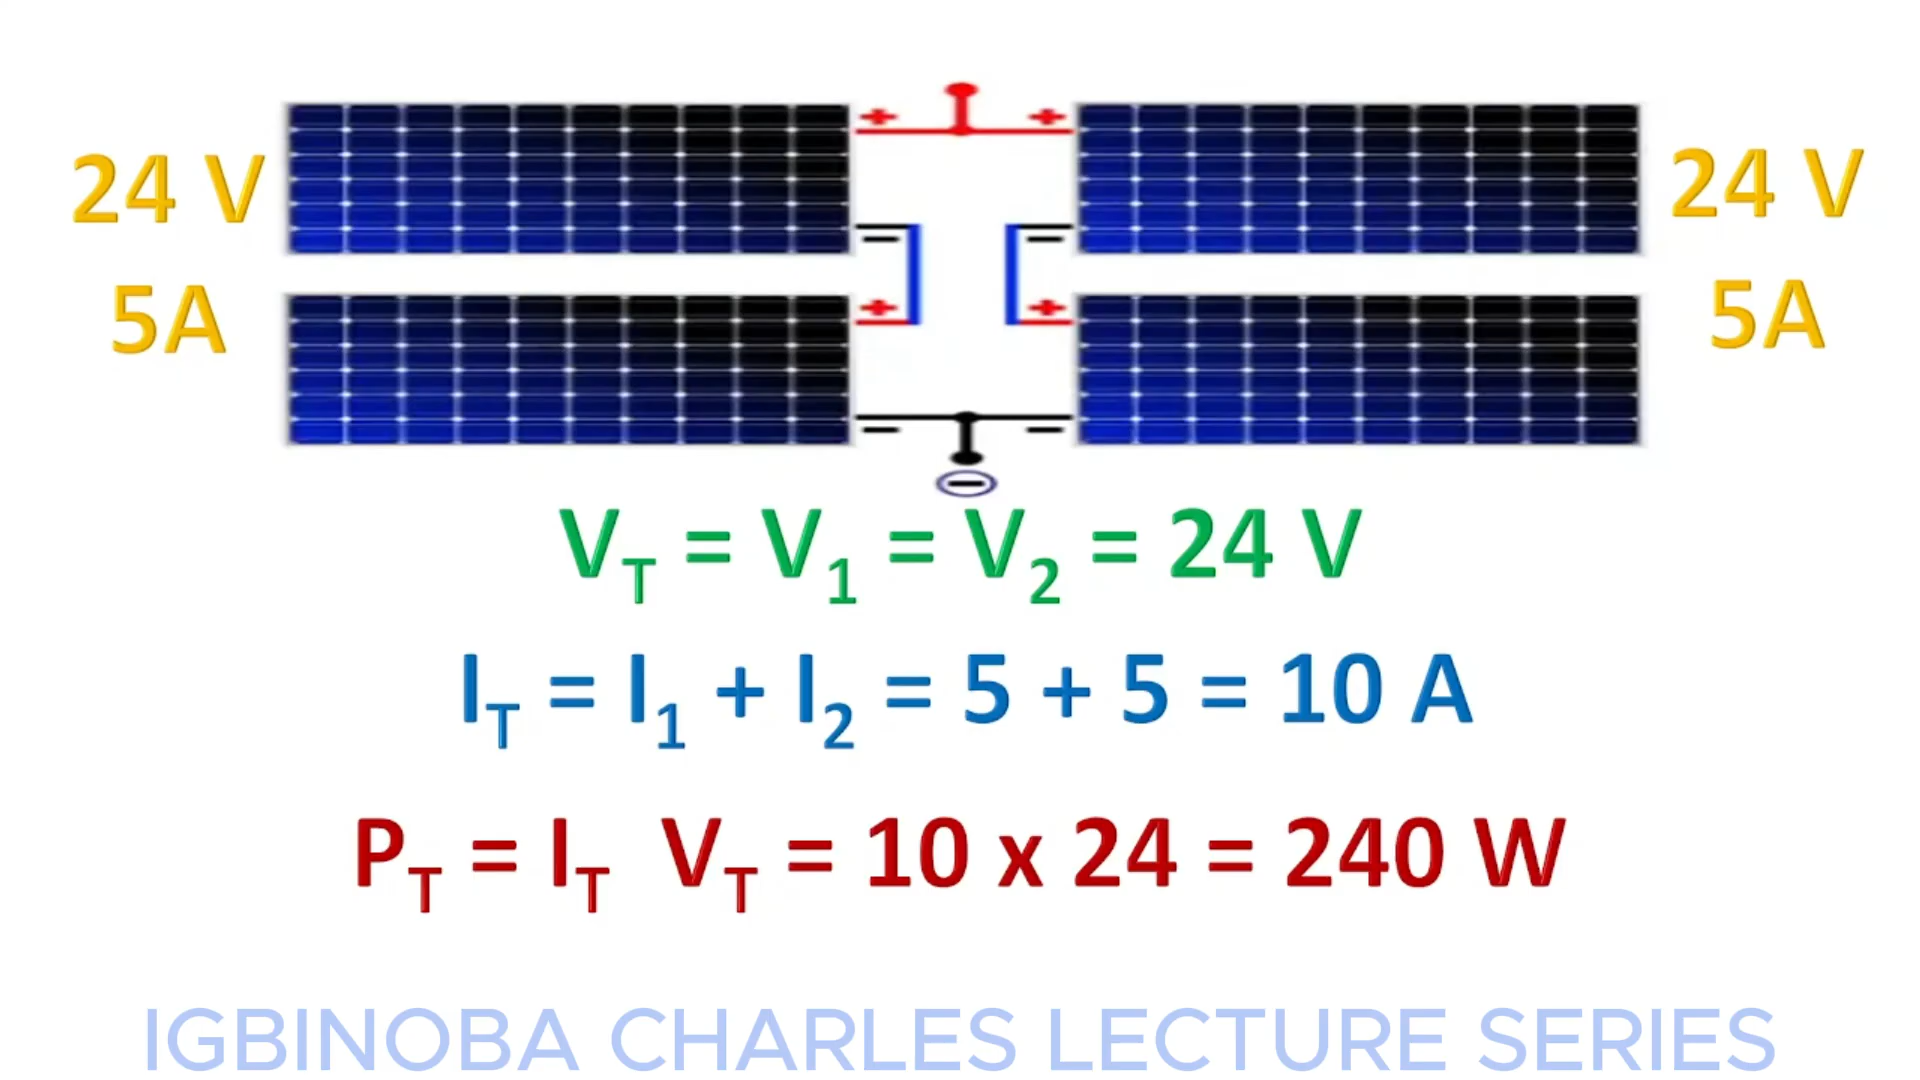 + +
24 V 24 V
− −
5A + + 5A
− −
−
V_T = V_1 = V_2 = 24 V
I_T = I_1 + I_2 = 5 + 5 = 10 A
P_T = I_T V_T = 10 x 24 = 240 W
IGBINOBA CHARLES LECTURE SERIES